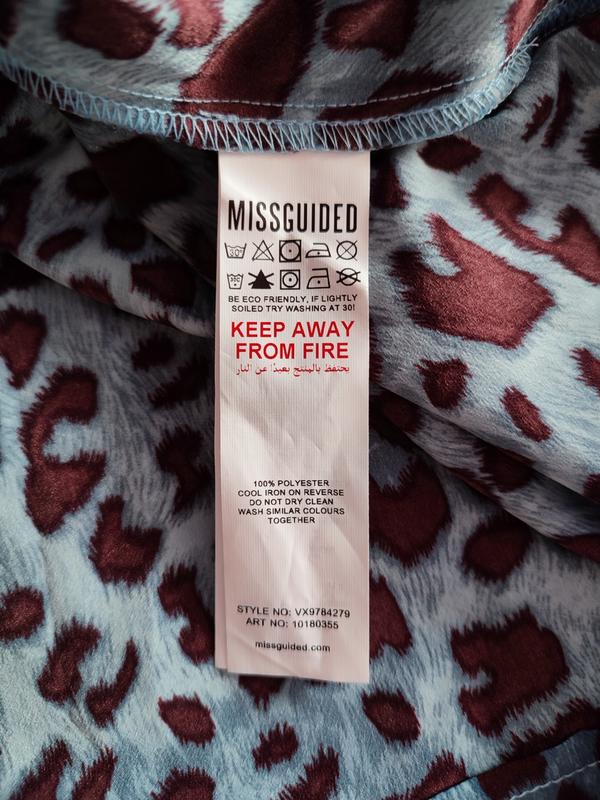 MISSGUIDED
30°
BE ECO FRIENDLY, IF LIGHTLY
SOILED TRY WASHING AT 30!
KEEP AWAY
FROM FIRE
يحتفظ بالمنتج بعيدًا عن النار
100% POLYESTER
COOL IRON ON REVERSE
DO NOT DRY CLEAN
WASH SIMILAR COLOURS
TOGETHER
STYLE NO: VX9784279
ART NO: 10180355
missguided.com